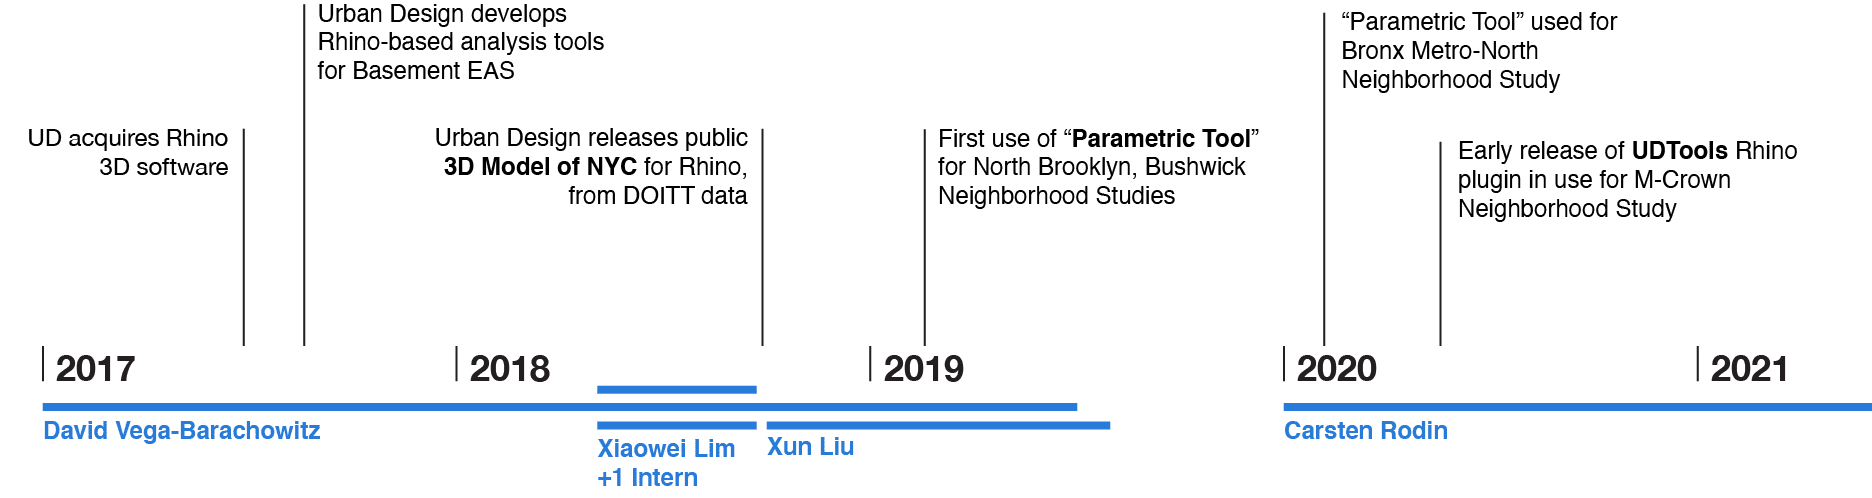 Urban Design develops
Rhino-based analysis tools
for Basement EAS
“Parametric Tool” used for
Bronx Metro-North
Neighborhood Study
UD acquires Rhino
3D software
Urban Design releases public
3D Model of NYC for Rhino,
from DOITT data
First use of “Parametric Tool”
for North Brooklyn, Bushwick
Neighborhood Studies
Early release of UDTools Rhino
plugin in use for M-Crown
Neighborhood Study
2017
2018
2019
2020
2021
David Vega-Barachowitz
Xiaowei Lim
+1 Intern
Xun Liu
Carsten Rodin